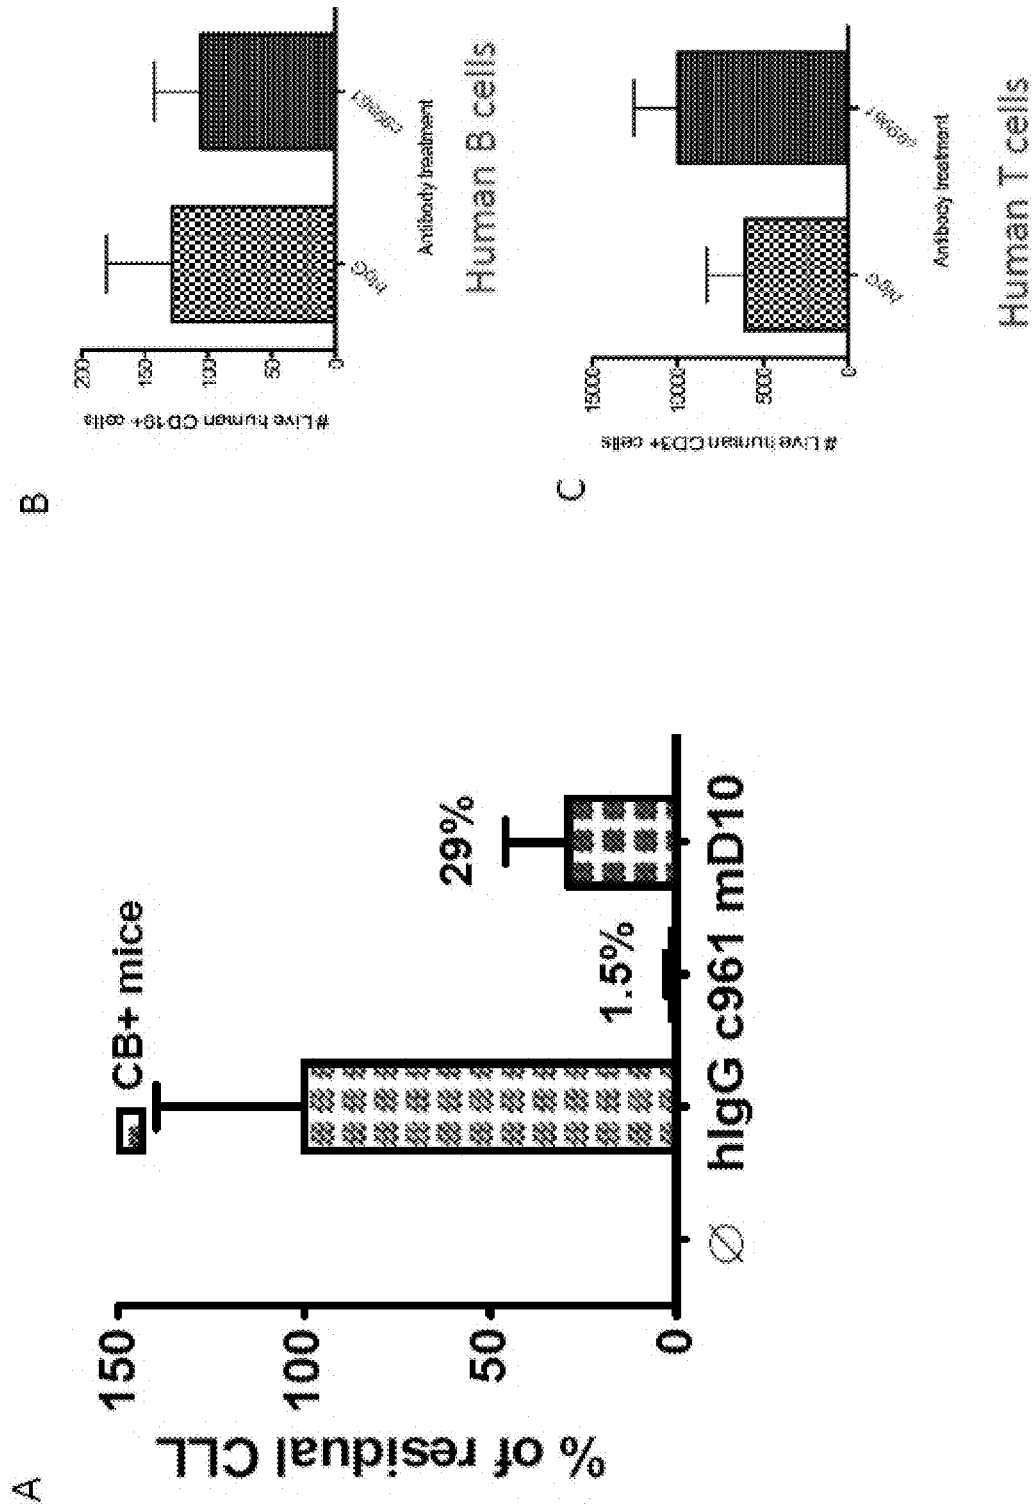 A
% of residual CLL
150
100
50
0
CB+ mice
1.5%
29%
Ø hIgG c961 mD10
B
# Live human CD19+ cells
200
150
100
50
0
hIgG
Antibody treatment
Human B cells
C
# Live human CD3+ cells
15000
10000
5000
0
hIgG
Antibody treatment
Human T cells